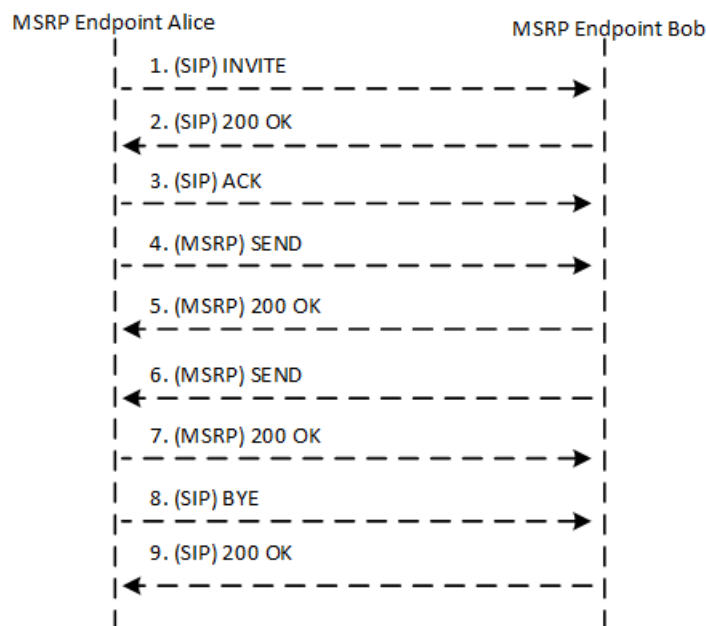 MSRP Endpoint Alice
MSRP Endpoint Bob
1. (SIP) INVITE
2. (SIP) 200 OK
3. (SIP) ACK
4. (MSRP) SEND
5. (MSRP) 200 OK
6. (MSRP) SEND
7. (MSRP) 200 OK
8. (SIP) BYE
9. (SIP) 200 OK